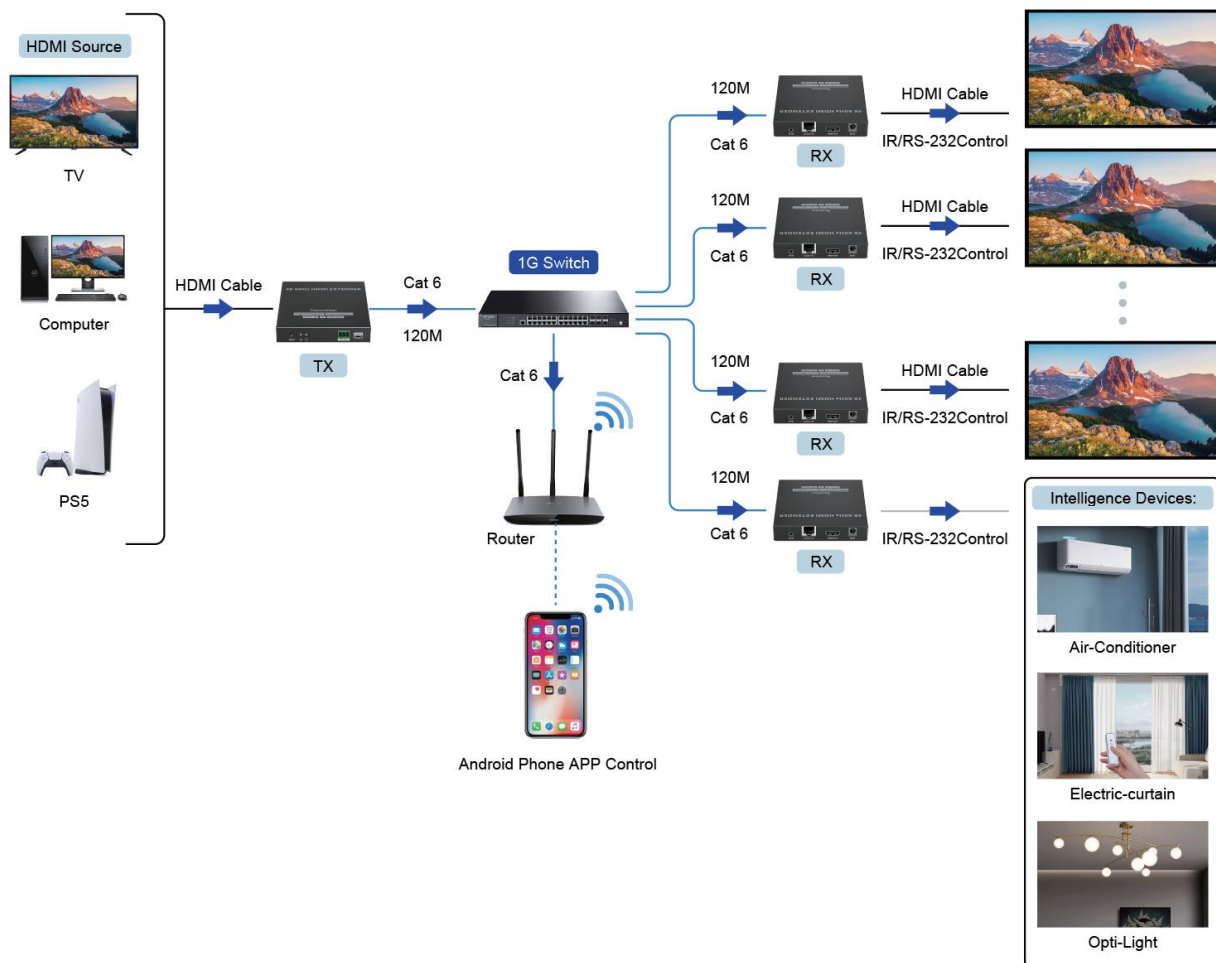 HDMI Source
TV
Computer
PS5
HDMI Cable
TX
Cat 6
120M
1G Switch
Cat 6
Router
Android Phone APP Control
120M
Cat 6
RX
HDMI Cable
IR/RS-232Control
120M
Cat 6
RX
HDMI Cable
IR/RS-232Control
120M
Cat 6
RX
HDMI Cable
IR/RS-232Control
120M
Cat 6
RX
IR/RS-232Control
Intelligence Devices:
Air-Conditioner
Electric-curtain
Opti-Light